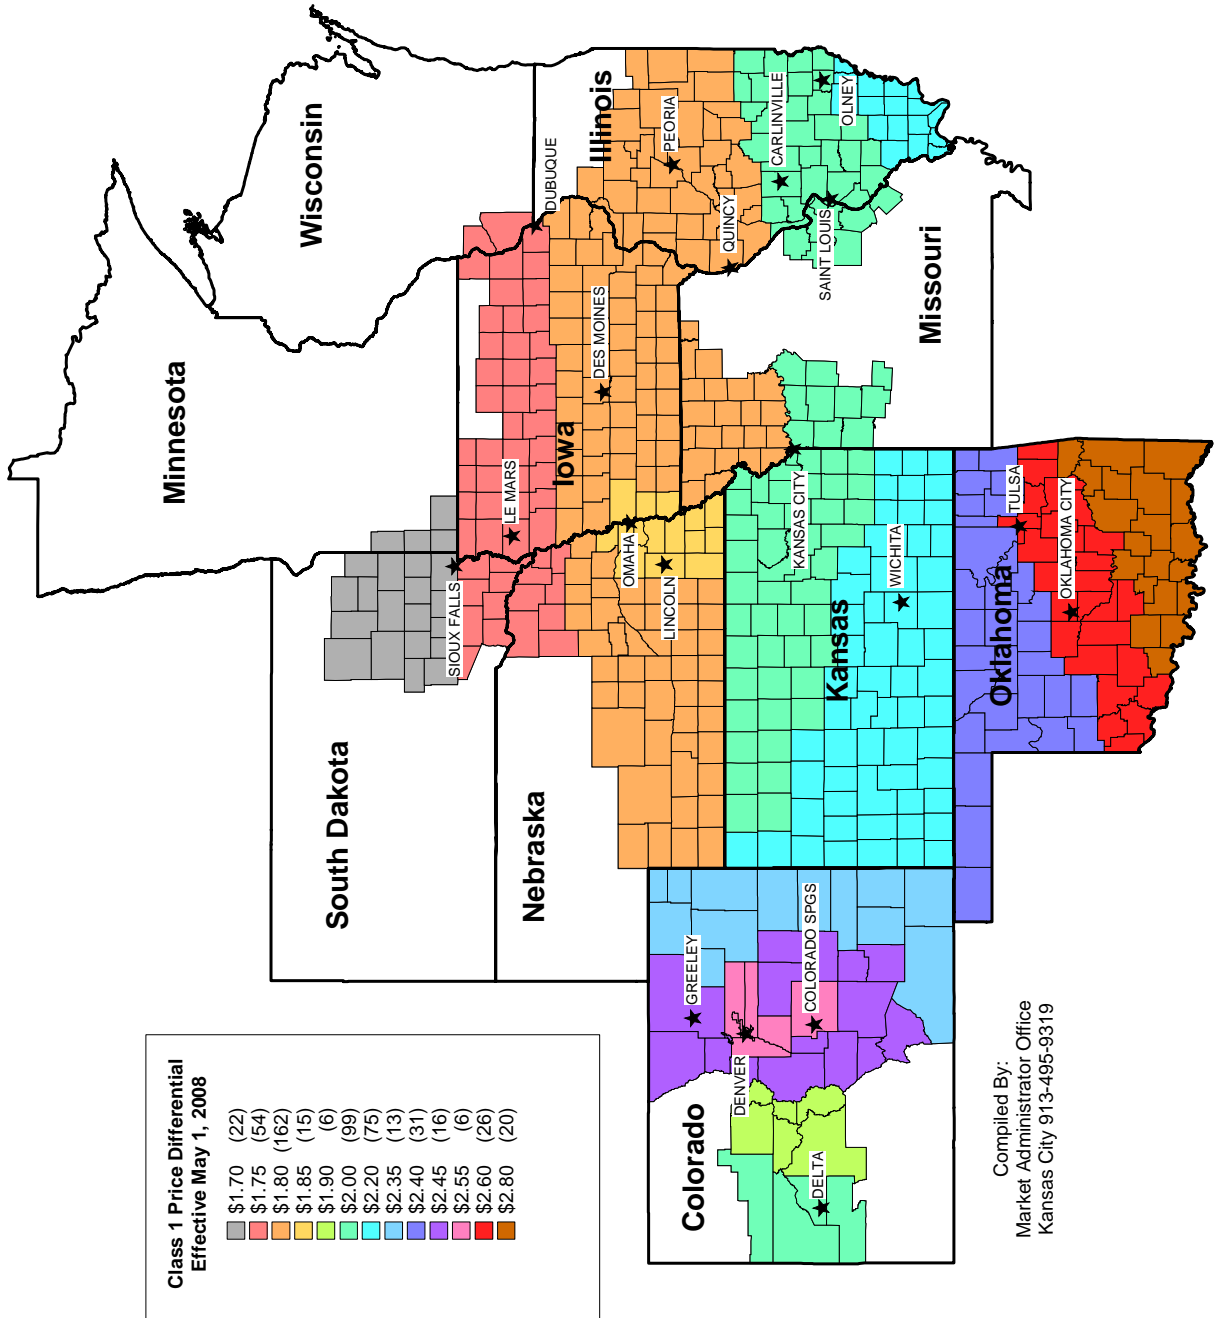 Class 1 Price Differential
Effective May 1, 2008
$1.70 (22)
$1.75 (54)
$1.80 (162)
$1.85 (15)
$1.90 (6)
$2.00 (99)
$2.20 (75)
$2.35 (13)
$2.40 (31)
$2.45 (16)
$2.55 (6)
$2.60 (26)
$2.80 (20)
Minnesota
Wisconsin
South Dakota
SIOUX FALLS
LE MARS
Iowa
DUBUQUE
Illinois
Nebraska
DES MOINES
OMAHA
LINCOLN
PEORIA
QUINCY
CARLINVILLE
SAINT LOUIS
OLNEY
Missouri
Colorado
GREELEY
DENVER
COLORADO SPGS
DELTA
KANSAS CITY
Kansas
WICHITA
Oklahoma
TULSA
OKLAHOMA CITY
Compiled By:
Market Administrator Office
Kansas City 913-495-9319